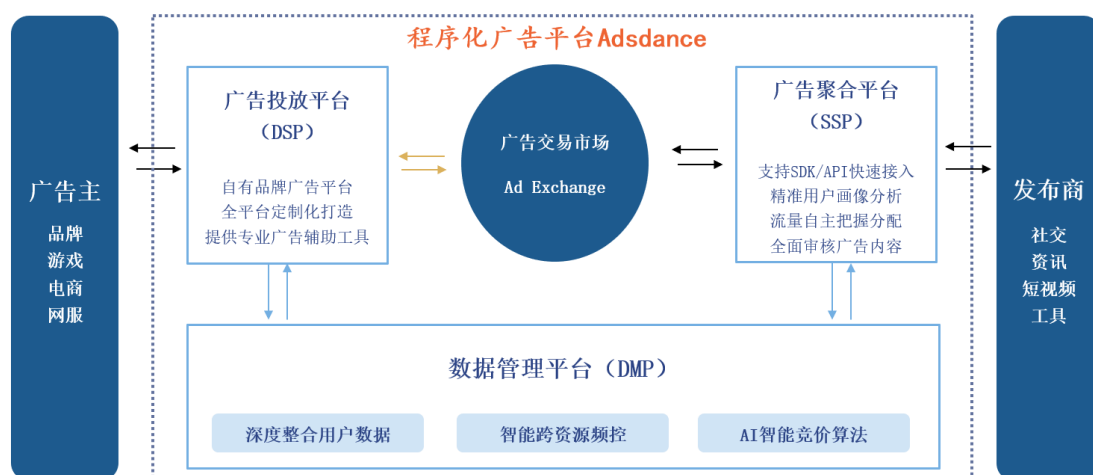 程序化广告平台Adsdance
广告主
品牌
游戏
电商
网服
广告投放平台
（DSP）
自有品牌广告平台
全平台定制化打造
提供专业广告辅助工具
广告交易市场
Ad Exchange
广告聚合平台
（SSP）
支持SDK/API快速接入
精准用户画像分析
流量自主把握分配
全面审核广告内容
发布商
社交
资讯
短视频
工具
数据管理平台（DMP）
深度整合用户数据
智能跨资源频控
AI智能竞价算法